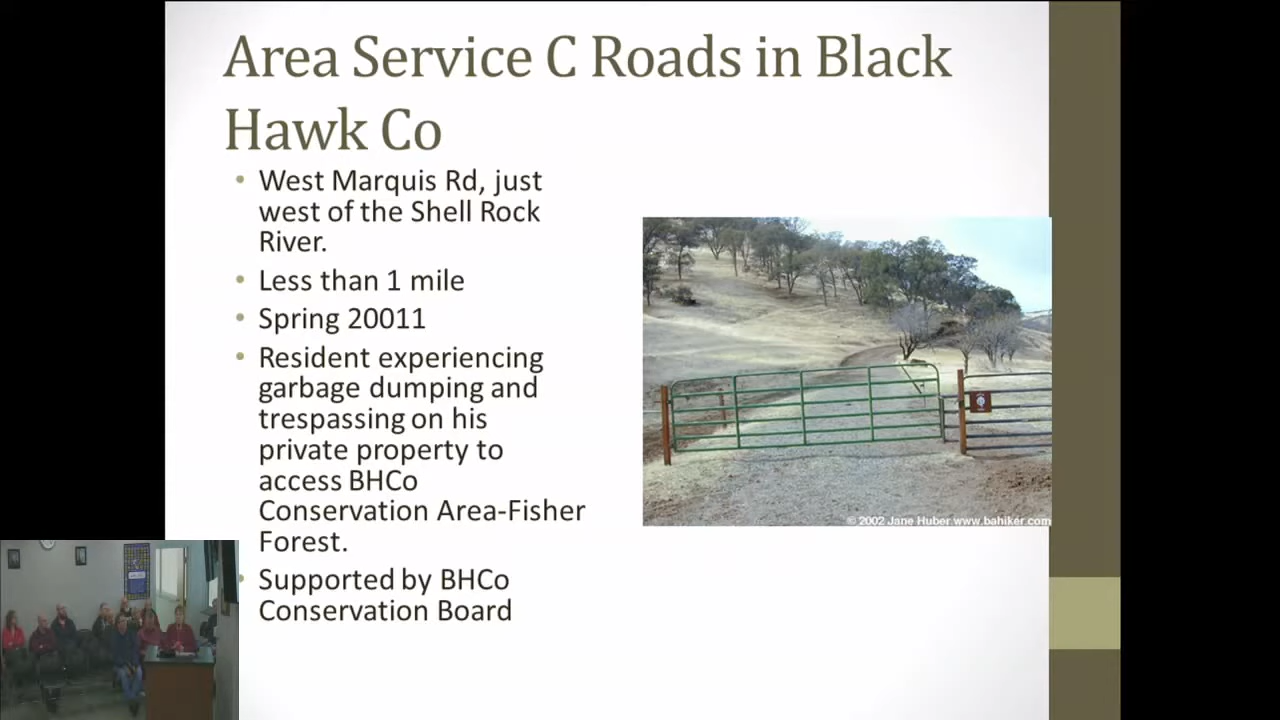 Area Service C Roads in Black
Hawk Co
• West Marquis Rd, just
west of the Shell Rock
River.
• Less than 1 mile
• Spring 20011
• Resident experiencing
garbage dumping and
trespassing on his
private property to
access BHCo
Conservation Area-Fisher
Forest.
• Supported by BHCo
Conservation Board
© 2002 Jane Huber www.bahiker.com